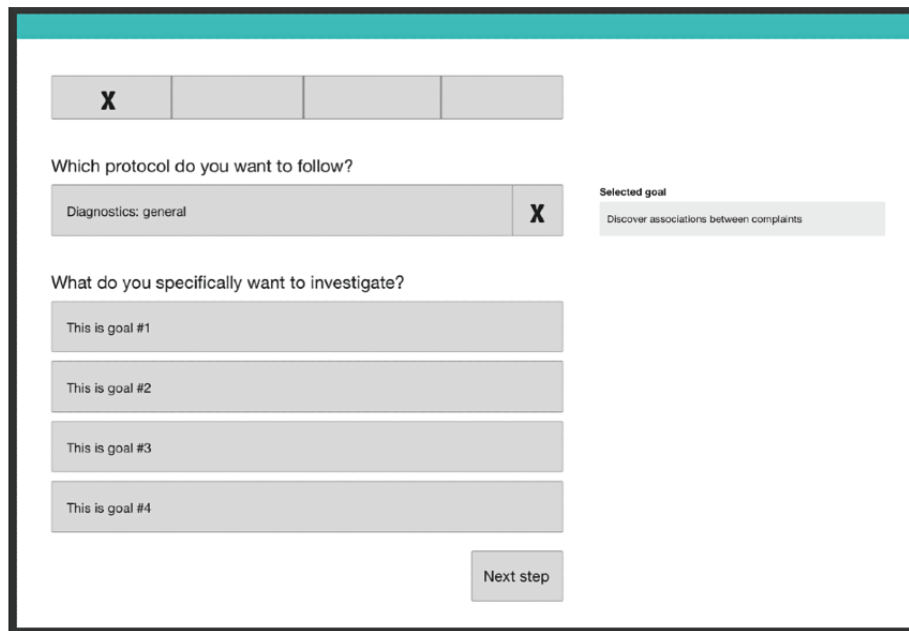 X
Which protocol do you want to follow?
Diagnostics: general
X
Selected goal
Discover associations between complaints
What do you specifically want to investigate?
This is goal #1
This is goal #2
This is goal #3
This is goal #4
Next step